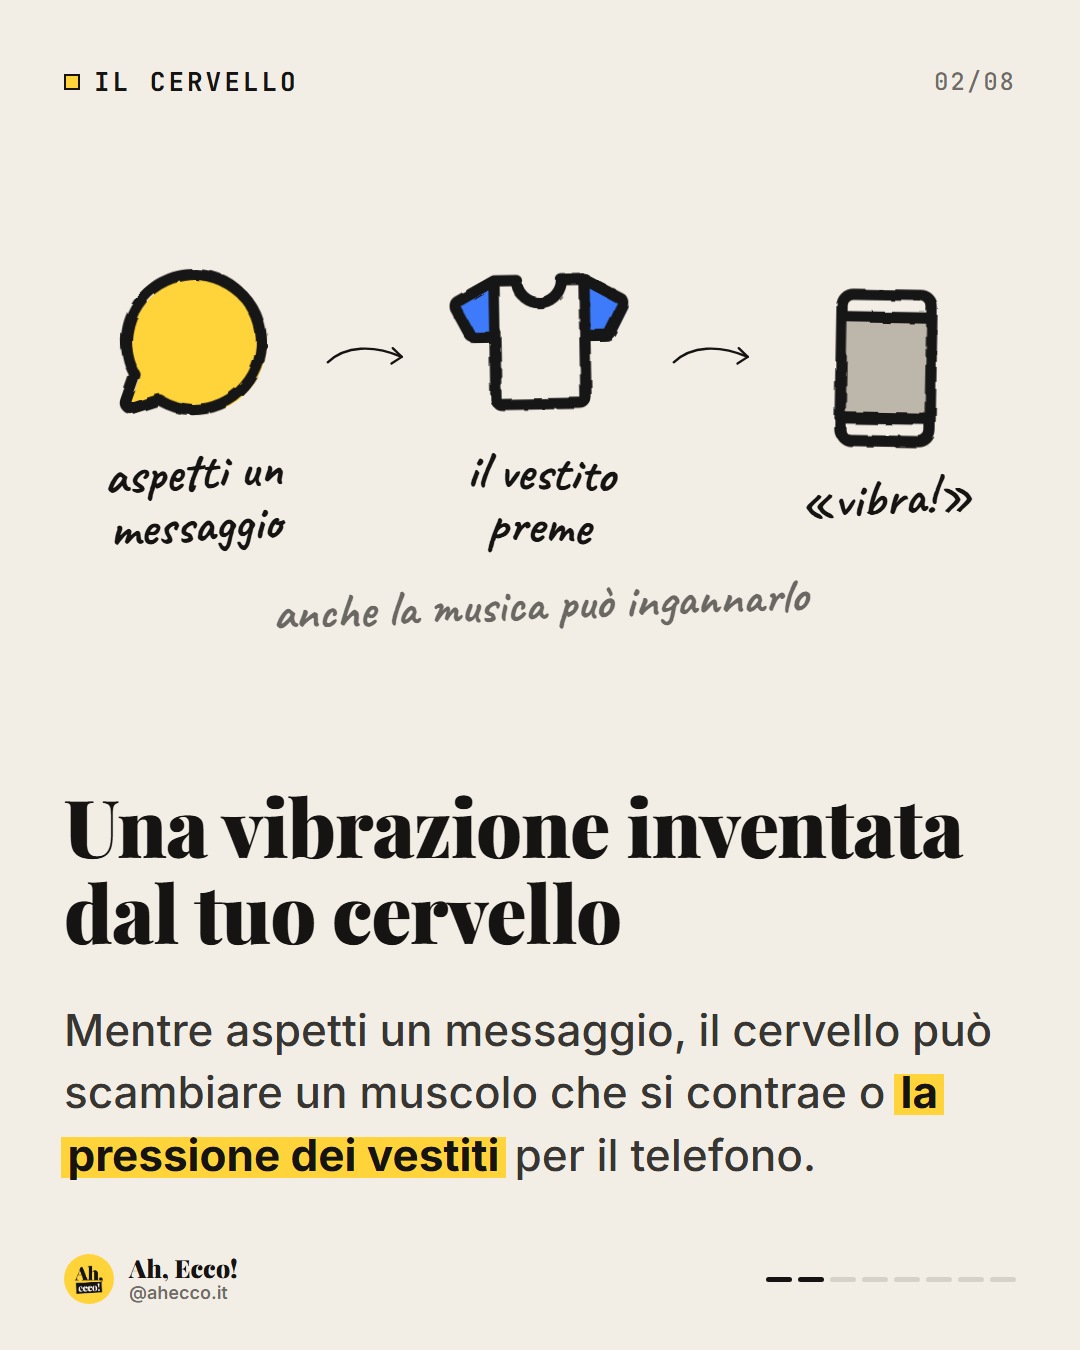 IL CERVELLO
02/08
aspetti un
messaggio
il vestito
preme
«vibra!»
anche la musica può ingannarlo
Una vibrazione inventata
dal tuo cervello
Mentre aspetti un messaggio, il cervello può
scambiare un muscolo che si contrae o la
pressione dei vestiti per il telefono.
Ah,
ecco!
Ah, Ecco!
@ahecco.it